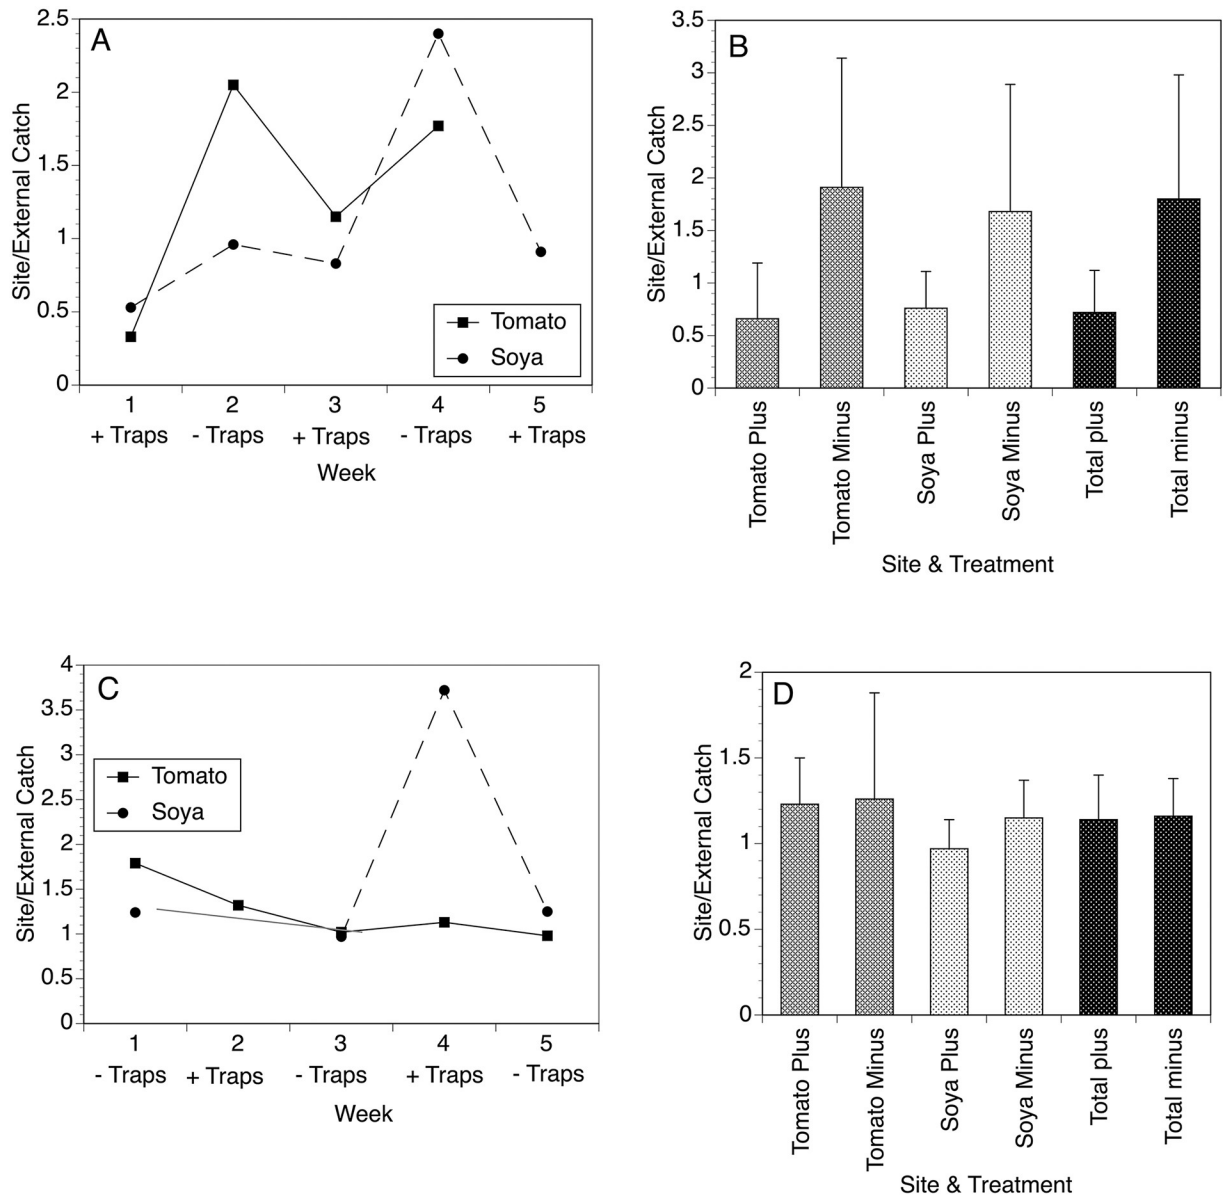 A
2.5
2
1.5
1
0.5
0
Site/External Catch
Tomato
Soya
1 2 3 4 5
+ Traps - Traps + Traps - Traps + Traps
Week
B
3.5
3
2.5
2
1.5
1
0.5
0
Site/External Catch
Tomato Plus
Tomato Minus
Soya Plus
Soya Minus
Total plus
Total minus
Site & Treatment
C
4
3.5
3
2.5
2
1.5
1
0.5
0
Site/External Catch
Tomato
Soya
1 2 3 4 5
- Traps + Traps - Traps + Traps - Traps
Week
D
2
1.5
1
0.5
0
Site/External Catch
Tomato Plus
Tomato Minus
Soya Plus
Soya Minus
Total plus
Total minus
Site & Treatment